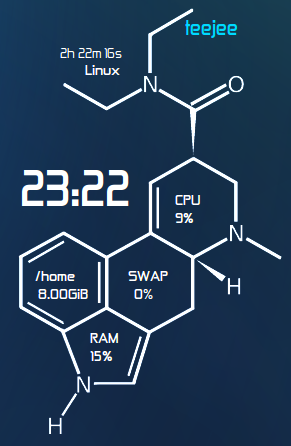 teejee
2h 22m 16s
Linux
N
O
23:22
CPU
9%
N
/home
8.00GiB
SWAP
0%
H
RAM
15%
N
H